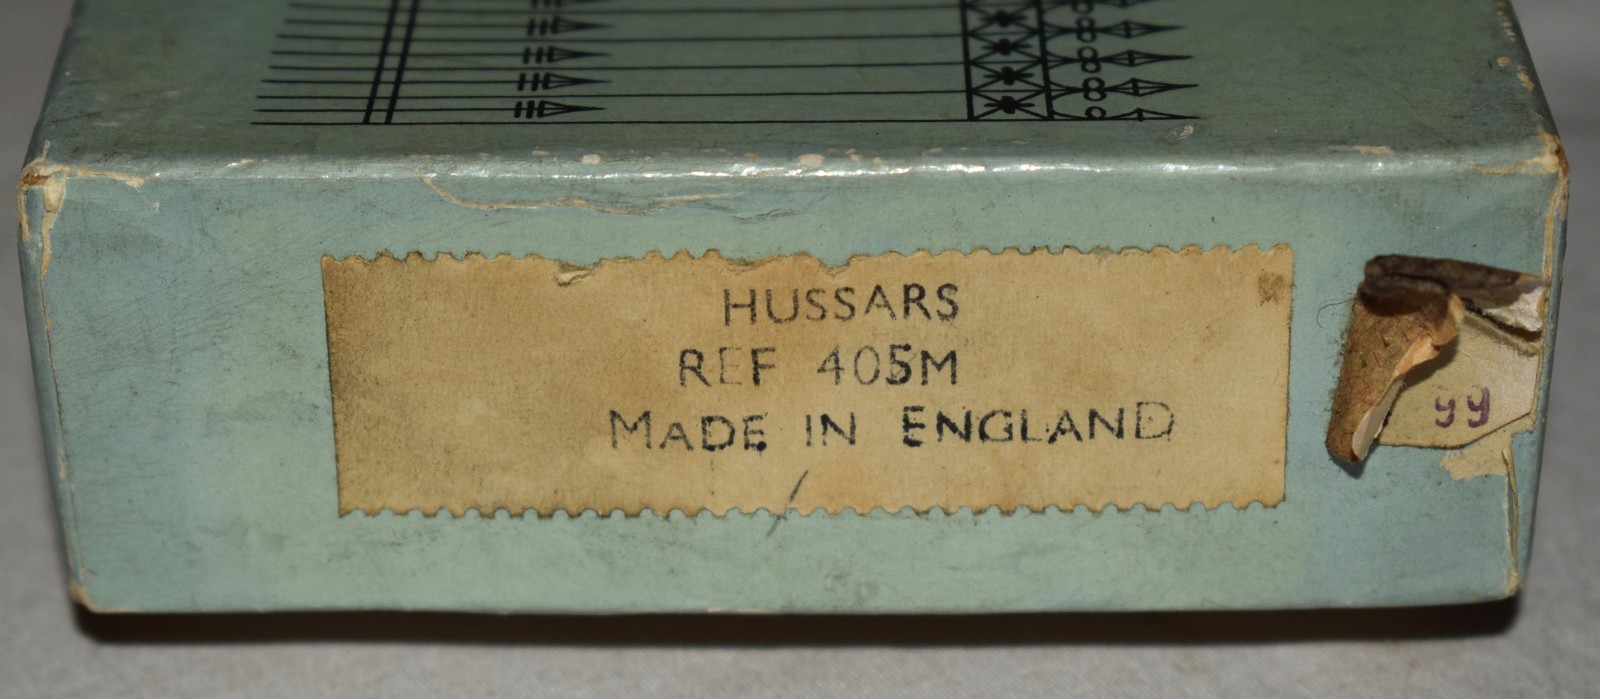 HUSSARS
REF 405M
MADE IN ENGLAND
99